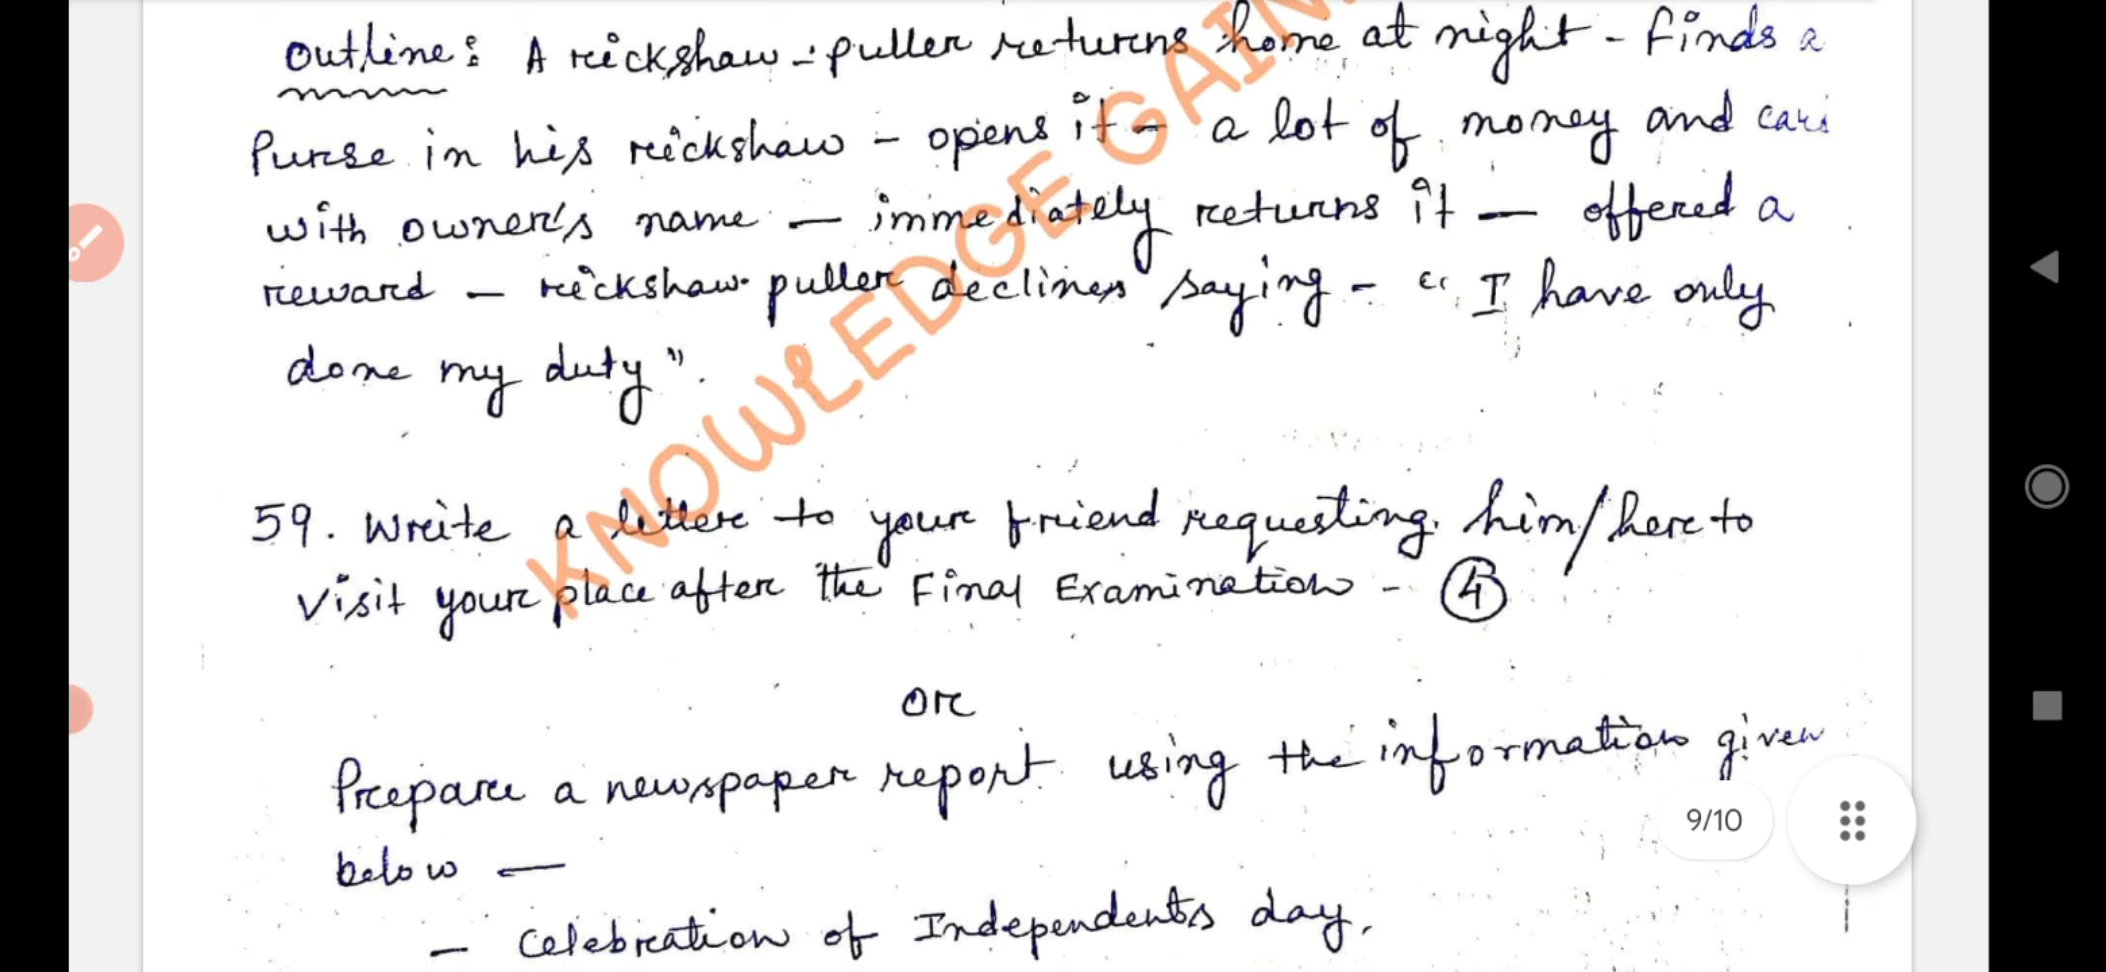 Outline: A rickshaw-puller returns home at night - finds a
Purse in his rickshaw - opens it - a lot of money and card
with owner's name - immediately returns it - offered a
reward - rickshaw-puller declines saying - "I have only
done my duty".
KNOWLEDGE GAIN
59. Write a letter to your friend requesting him/her to
visit your place after the Final Examination - 5
or
Prepare a newspaper report using the information given
below -
9/10
- Celebration of Independents day.